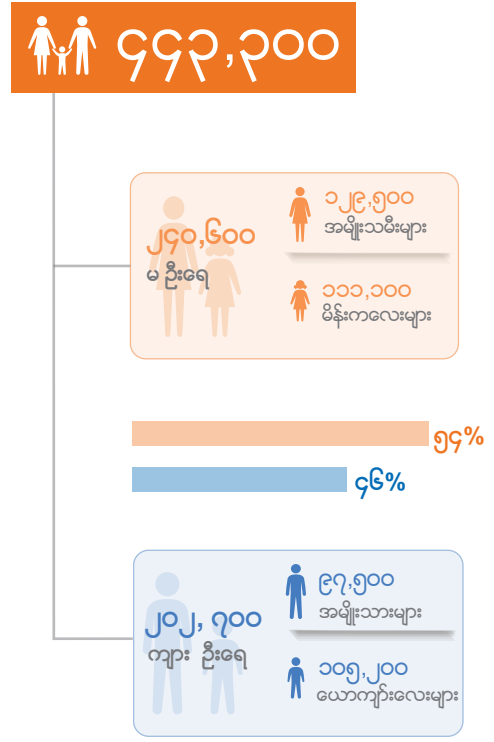 ၄၄၃,၃၀၀
၁၂၉,၅၀၀
အမျိုးသမီးများ
၂၄၀,၆၀၀
မ ဦးရေ
၁၁၁,၁၀၀
မိန်းကလေးများ
၅၄%
၄၆%
၉၇,၅၀၀
အမျိုးသားများ
၂၀၂, ၇၀၀
ကျား ဦးရေ
၁၀၅,၂၀၀
ယောကျာ်းလေးများ